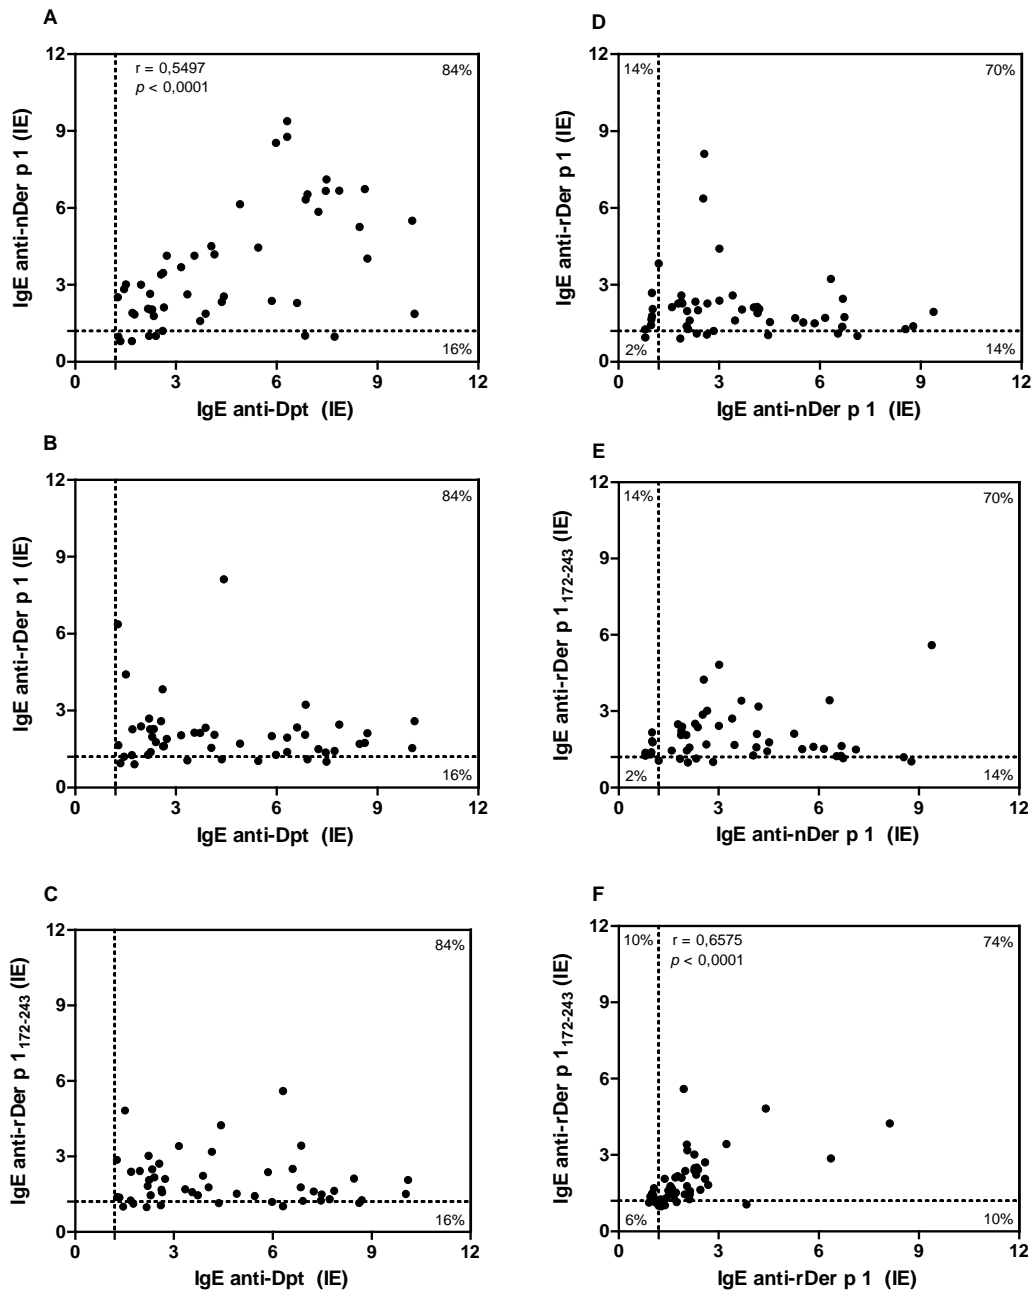 A
IgE anti-nDer p 1 (IE)
12
9
6
3
0
r = 0,5497
p < 0,0001
84%
16%
0 3 6 9 12
IgE anti-Dpt (IE)
B
IgE anti-rDer p 1 (IE)
12
9
6
3
0
84%
16%
0 3 6 9 12
IgE anti-Dpt (IE)
C
IgE anti-rDer p 1172-243 (IE)
12
9
6
3
0
84%
16%
0 3 6 9 12
IgE anti-Dpt (IE)
D
IgE anti-rDer p 1 (IE)
12
9
6
3
0
14% 70%
2% 14%
0 3 6 9 12
IgE anti-nDer p 1 (IE)
E
IgE anti-rDer p 1172-243 (IE)
12
9
6
3
0
14% 70%
2% 14%
0 3 6 9 12
IgE anti-nDer p 1 (IE)
F
IgE anti-rDer p 1172-243 (IE)
12
9
6
3
0
10% r = 0,6575 74%
p < 0,0001
6% 10%
0 3 6 9 12
IgE anti-rDer p 1 (IE)